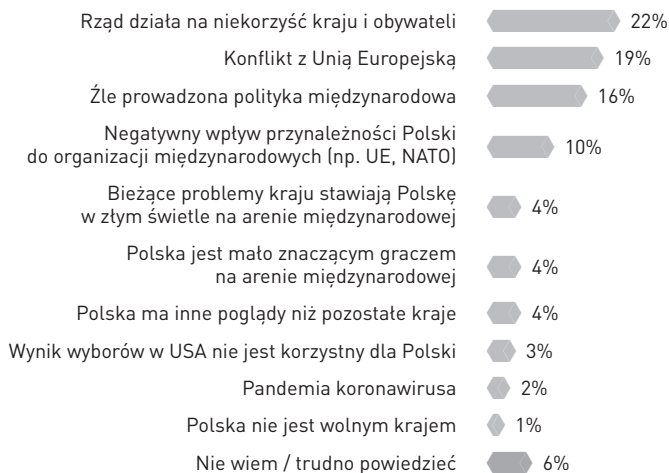 Rząd działa na niekorzyść kraju i obywateli 22%
Konflikt z Unią Europejską 19%
Źle prowadzona polityka międzynarodowa 16%
Negatywny wpływ przynależności Polski
do organizacji międzynarodowych (np. UE, NATO) 10%
Bieżące problemy kraju stawiają Polskę
w złym świetle na arenie międzynarodowej 4%
Polska jest mało znaczącym graczem
na arenie międzynarodowej 4%
Polska ma inne poglądy niż pozostałe kraje 4%
Wynik wyborów w USA nie jest korzystny dla Polski 3%
Pandemia koronawirusa 2%
Polska nie jest wolnym krajem 1%
Nie wiem / trudno powiedzieć 6%